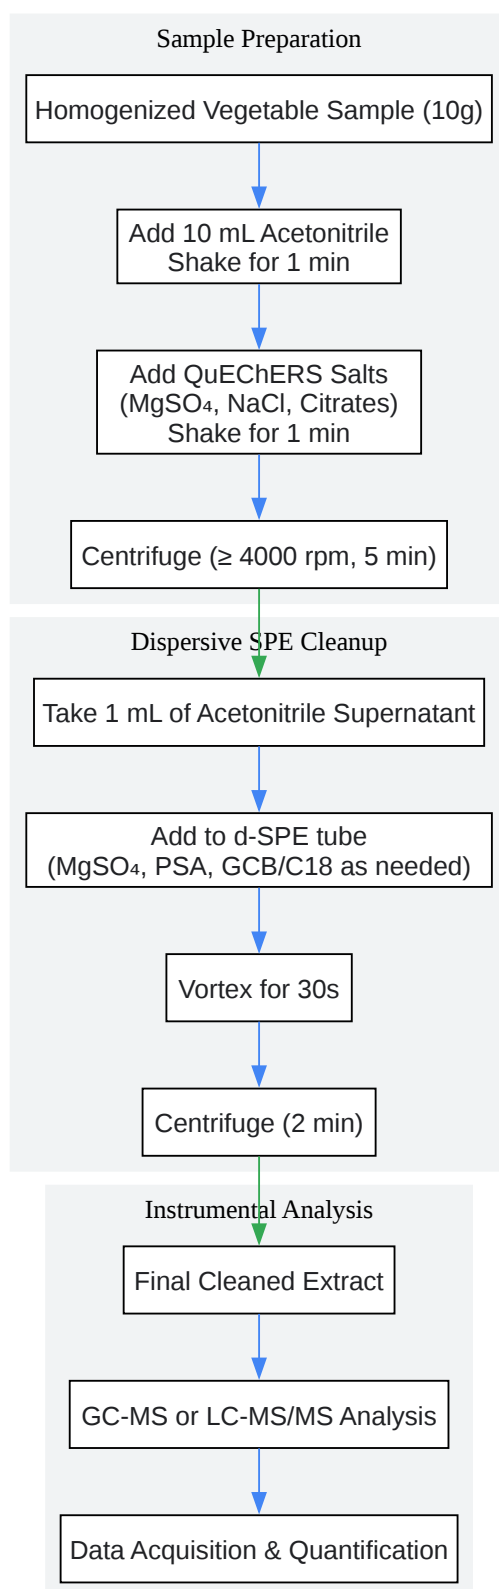 Sample Preparation
Homogenized Vegetable Sample (10g)
Add 10 mL Acetonitrile
Shake for 1 min
Add QuEChERS Salts
(MgSO₄, NaCl, Citrates)
Shake for 1 min
Centrifuge (≥ 4000 rpm, 5 min)
Dispersive SPE Cleanup
Take 1 mL of Acetonitrile Supernatant
Add to d-SPE tube
(MgSO₄, PSA, GCB/C18 as needed)
Vortex for 30s
Centrifuge (2 min)
Instrumental Analysis
Final Cleaned Extract
GC-MS or LC-MS/MS Analysis
Data Acquisition & Quantification